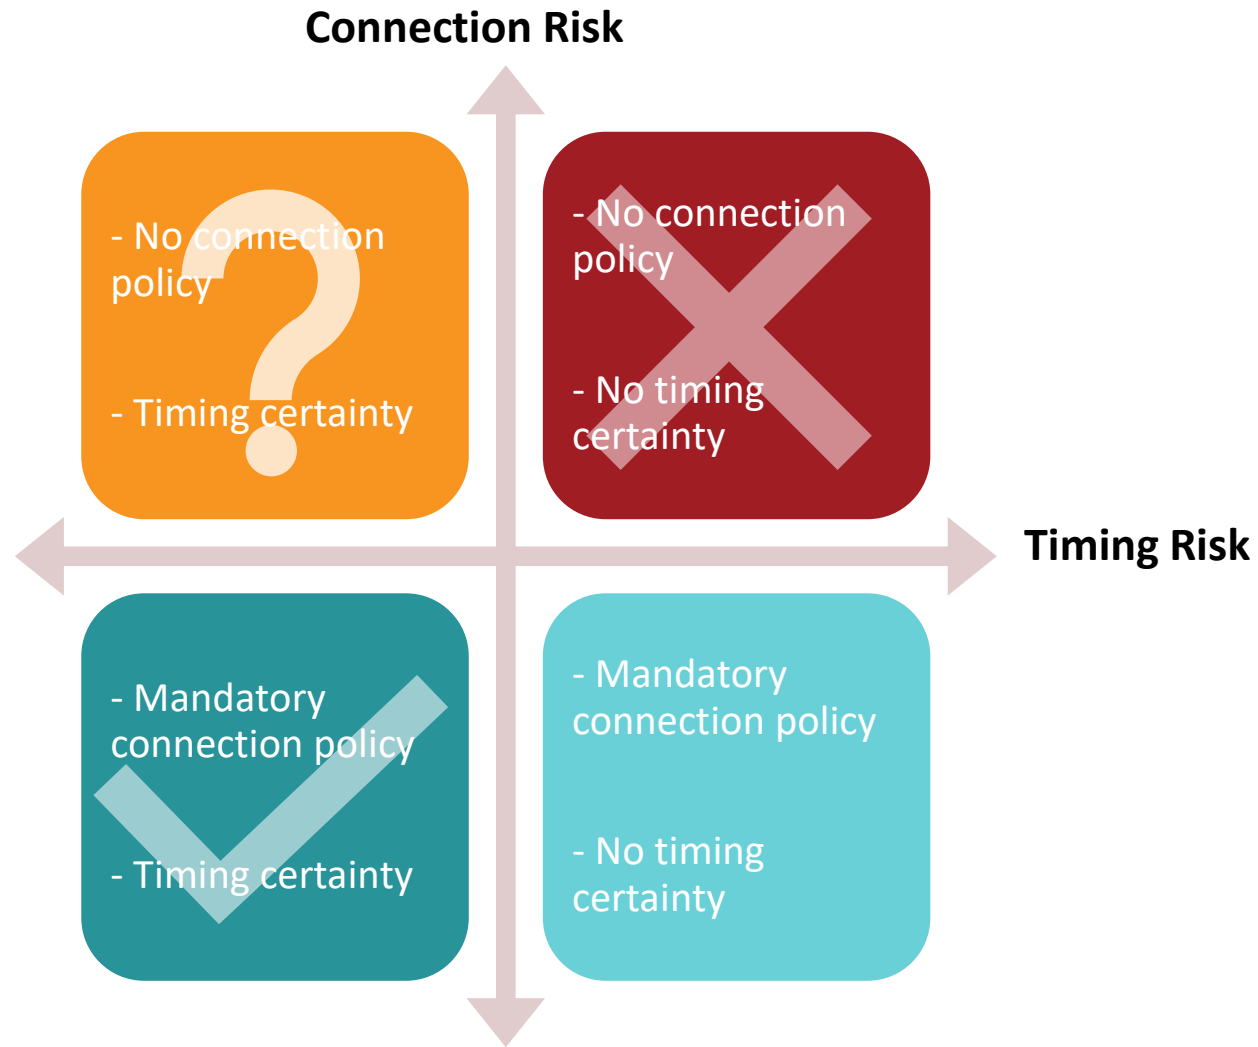 Connection Risk
- No connection
policy
- Timing certainty
- No connection
policy
- No timing
certainty
Timing Risk
- Mandatory
connection policy
- Timing certainty
- Mandatory
connection policy
- No timing
certainty